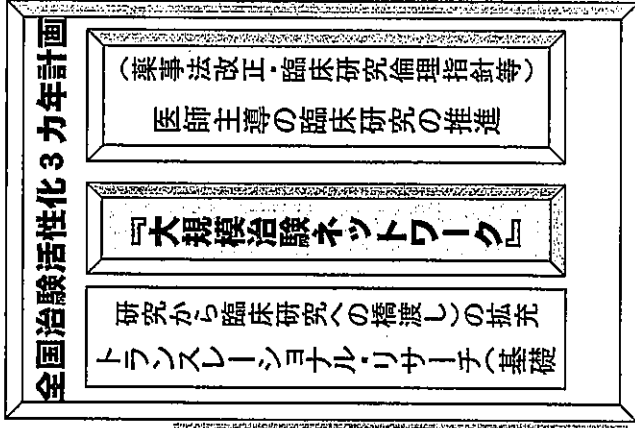 全国治験活性化3カ年計画
トランスレーショナル・リサーチ(基礎
研究から臨床研究への橋渡し)の拡充
『大規模治験ネットワーク』
医師主導の臨床研究の推進
(薬事法改正・臨床研究倫理指針等)